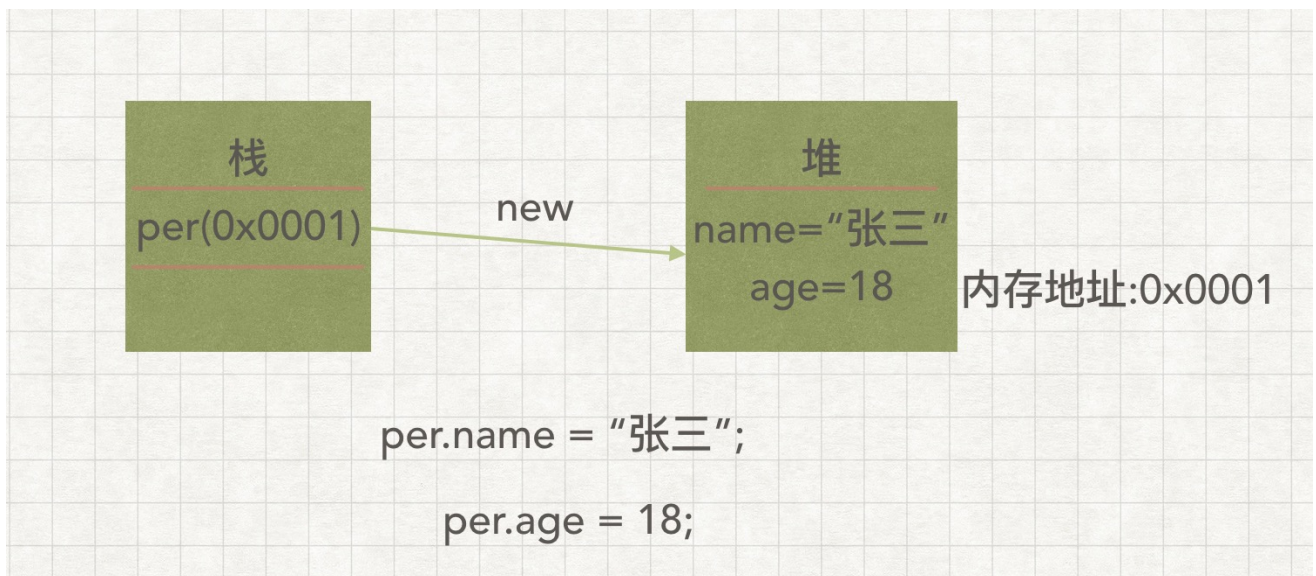 栈
per(0x0001)
new
堆
name=“张三”
age=18
内存地址:0x0001
per.name = “张三”;
per.age = 18;